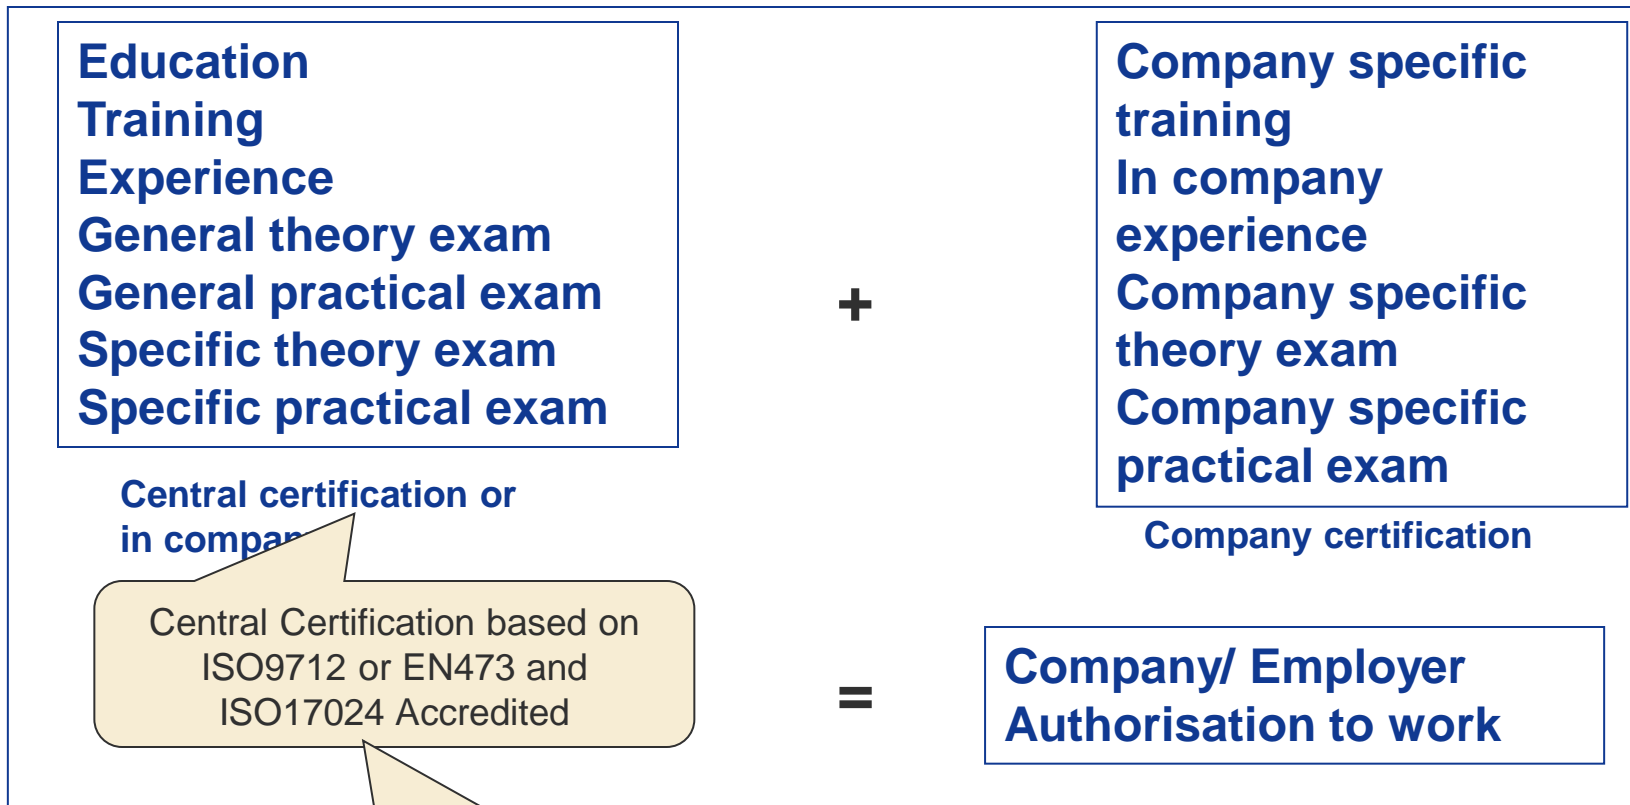 Education
Training
Experience
General theory exam
General practical exam
Specific theory exam
Specific practical exam
Central certification or
in
+
Company specific
training
In company
experience
Company specific
theory exam
Company specific
practical exam
Company certification
Central Certification based on
ISO9712 or EN473 and
ISO17024 Accredited
=
Company/ Employer
Authorisation to work